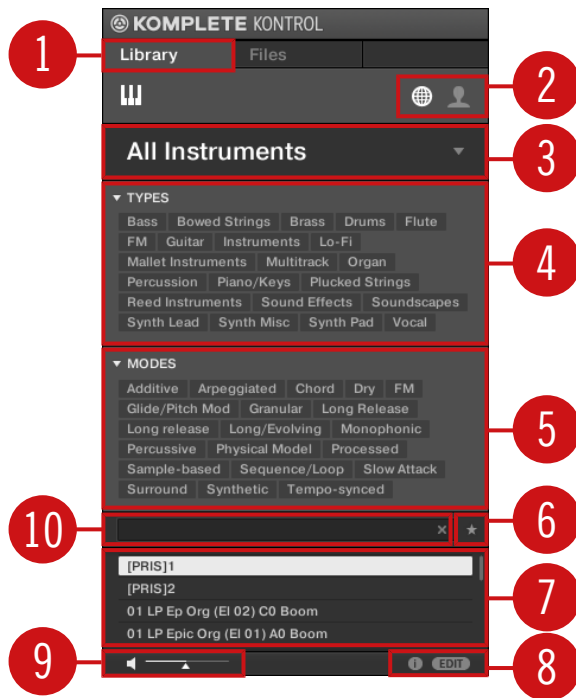 KOMPLETE KONTROL
1
Library Files
2
All Instruments
3
TYPES
Bass Bowed Strings Brass Drums Flute
FM Guitar Instruments Lo-Fi
Mallet Instruments Multitrack Organ
4
Percussion Piano/Keys Plucked Strings
Reed Instruments Sound Effects Soundscapes
Synth Lead Synth Misc Synth Pad Vocal
MODES
Additive Arpeggiated Chord Dry FM
Glide/Pitch Mod Granular Long Release
Long release Long/Evolving Monophonic
5
Percussive Physical Model Processed
Sample-based Sequence/Loop Slow Attack
Surround Synthetic Tempo-synced
10
6
[PRIS]1
[PRIS]2
7
01 LP Ep Org (El 02) C0 Boom
01 LP Epic Org (El 01) A0 Boom
9
i EDIT
8